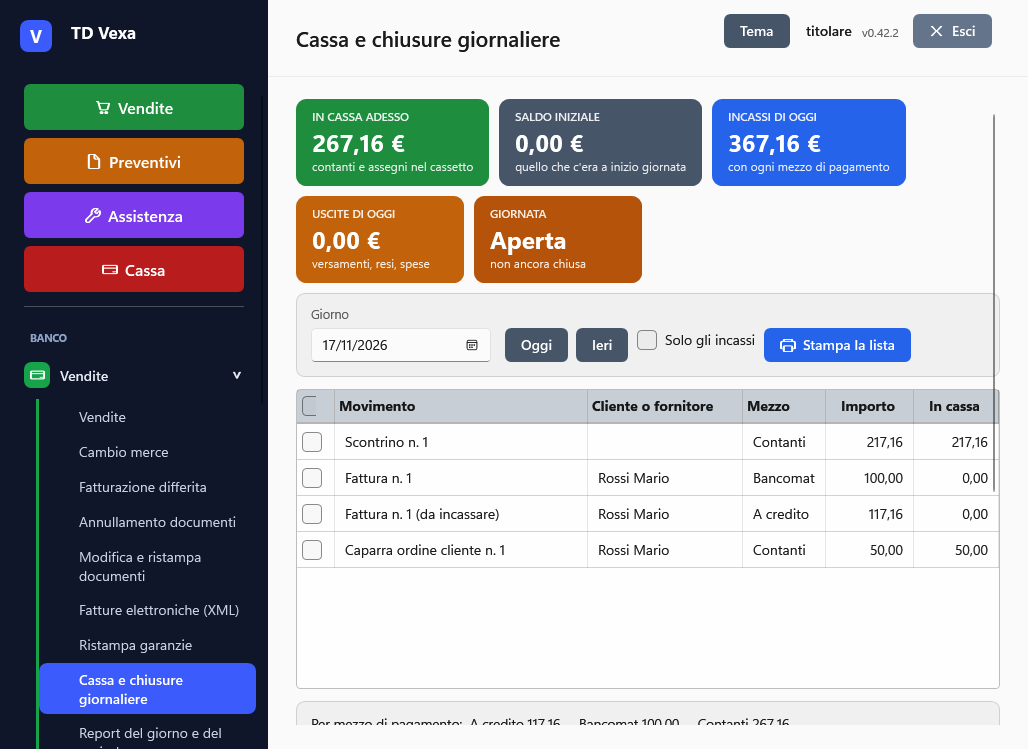 V
TD Vexa
Vendite
Preventivi
Assistenza
Cassa
BANCO
Vendite
Vendite
Cambio merce
Fatturazione differita
Annullamento documenti
Modifica e ristampa
documenti
Fatture elettroniche (XML)
Ristampa garanzie
Cassa e chiusure
giornaliere
Report del giorno e del
Cassa e chiusure giornaliere
Tema
titolare v0.42.2
Esci
IN CASSA ADESSO
267,16 €
contanti e assegni nel cassetto
SALDO INIZIALE
0,00 €
quello che c'era a inizio giornata
INCASSI DI OGGI
367,16 €
con ogni mezzo di pagamento
USCITE DI OGGI
0,00 €
versamenti, resi, spese
GIORNATA
Aperta
non ancora chiusa
Giorno
17/11/2026
Oggi
Ieri
Solo gli incassi
Stampa la lista
Movimento Cliente o fornitore Mezzo Importo In cassa
Scontrino n. 1 Contanti 217,16 217,16
Fattura n. 1 Rossi Mario Bancomat 100,00 0,00
Fattura n. 1 (da incassare) Rossi Mario A credito 117,16 0,00
Caparra ordine cliente n. 1 Rossi Mario Contanti 50,00 50,00
Per mezzo di pagamento: A credito 117,16 Bancomat 100,00 Contanti 267,16